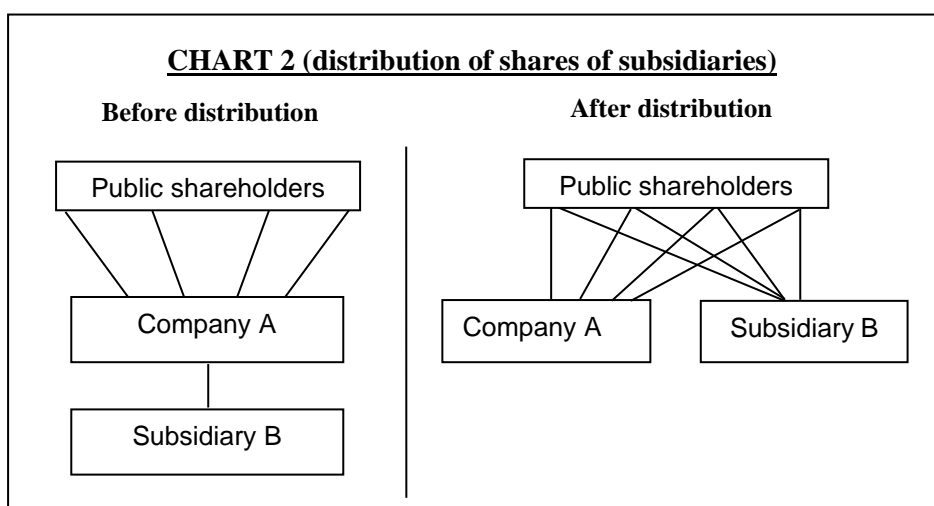 CHART 2 (distribution of shares of subsidiaries)
Before distribution
After distribution
Public shareholders
Company A
Subsidiary B
Public shareholders
Company A
Subsidiary B